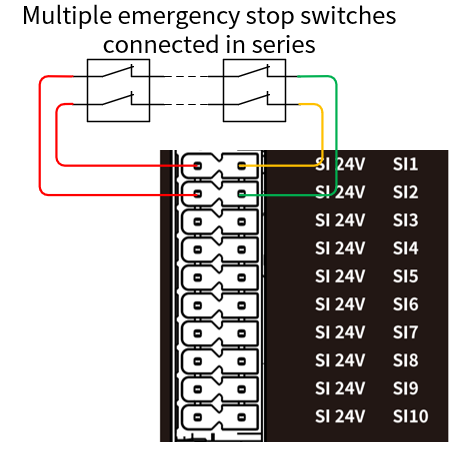 Multiple emergency stop switches
connected in series
SI 24V SI1
SI 24V SI2
SI 24V SI3
SI 24V SI4
SI 24V SI5
SI 24V SI6
SI 24V SI7
SI 24V SI8
SI 24V SI9
SI 24V SI10